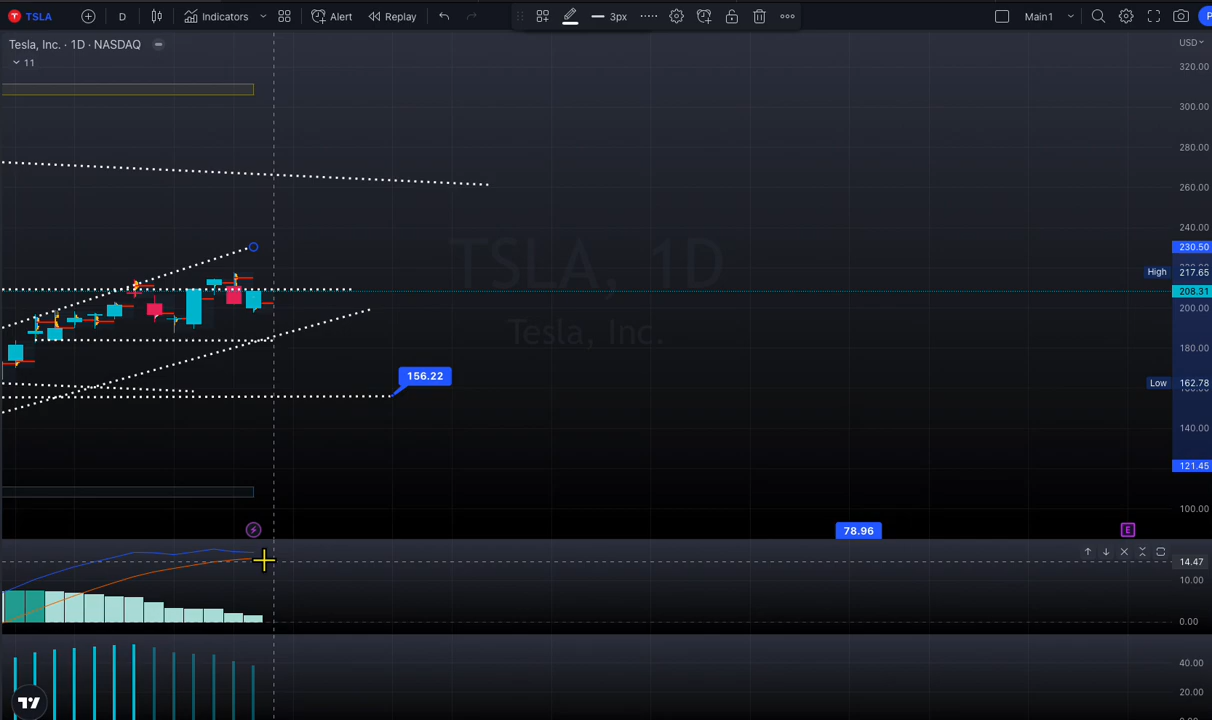 TSLA D Indicators Alert Replay 3px Main1 P
Tesla, Inc. · 1D · NASDAQ
11
USD
320.00
300.00
280.00
260.00
240.00
230.50
High 217.65
208.31
200.00
180.00
Low 162.78
140.00
121.45
100.00
TSLA, 1D
Tesla, Inc.
156.22
78.96
E
14.47
10.00
0.00
40.00
20.00